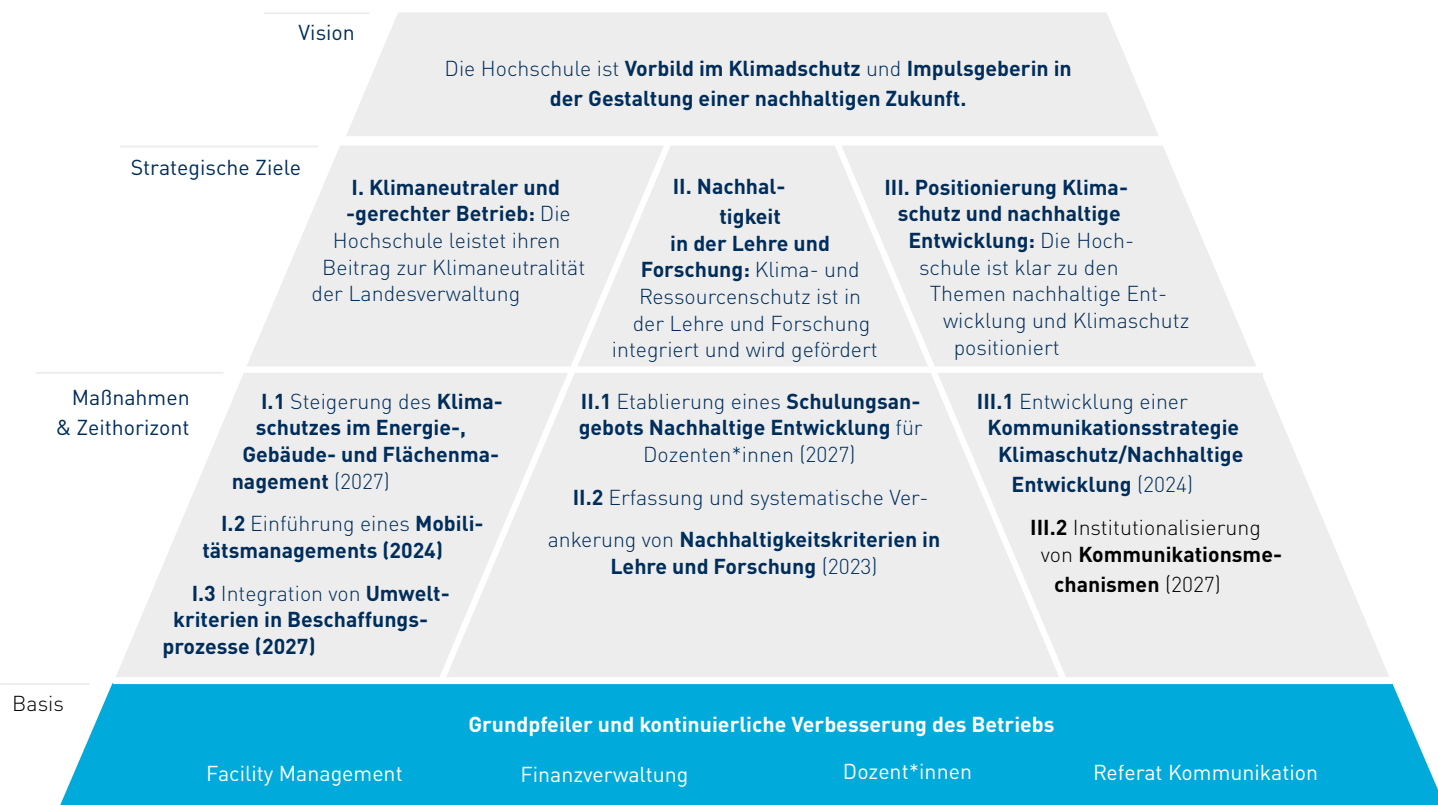 Vision
Die Hochschule ist Vorbild im Klimadschutz und Impulsgeberin in
der Gestaltung einer nachhaltigen Zukunft.
Strategische Ziele
I. Klimaneutraler und
-gerechter Betrieb: Die
Hochschule leistet ihren
Beitrag zur Klimaneutralität
der Landesverwaltung
II. Nachhal-
tigkeit
in der Lehre und
Forschung: Klima- und
Ressourcenschutz ist in
der Lehre und Forschung
integriert und wird gefördert
III. Positionierung Klima-
schutz und nachhaltige
Entwicklung: Die Hoch-
schule ist klar zu den
Themen nachhaltige Ent-
wicklung und Klimaschutz
positioniert
Maßnahmen
& Zeithorizont
I.1 Steigerung des Klima-
schutzes im Energie-,
Gebäude- und Flächenma-
nagement (2027)
I.2 Einführung eines Mobili-
tätsmanagements (2024)
I.3 Integration von Umwelt-
kriterien in Beschaffungs-
prozesse (2027)
II.1 Etablierung eines Schulungsan-
gebots Nachhaltige Entwicklung für
Dozenten*innen (2027)
II.2 Erfassung und systematische Ver-
ankerung von Nachhaltigkeitskriterien in
Lehre und Forschung (2023)
III.1 Entwicklung einer
Kommunikationsstrategie
Klimaschutz/Nachhaltige
Entwicklung (2024)
III.2 Institutionalisierung
von Kommunikationsme-
chanismen (2027)
Basis
Grundpfeiler und kontinuierliche Verbesserung des Betriebs
Facility Management
Finanzverwaltung
Dozent*innen
Referat Kommunikation